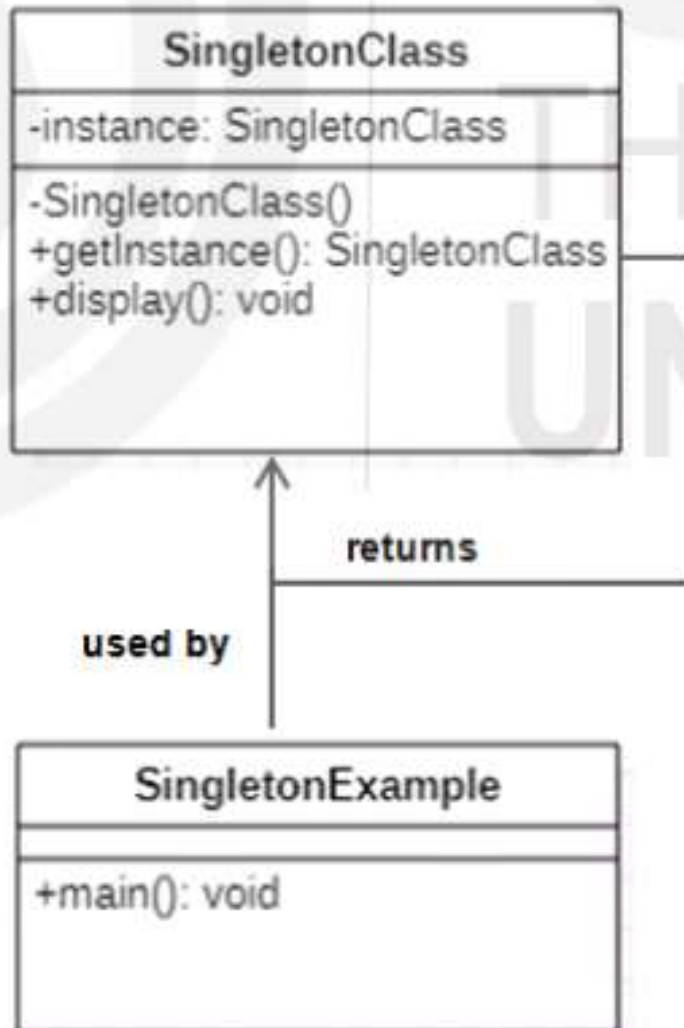 SingletonClass
-instance: SingletonClass
-SingletonClass()
+getInstance(): SingletonClass
+display(): void
returns
used by
SingletonExample
+main(): void